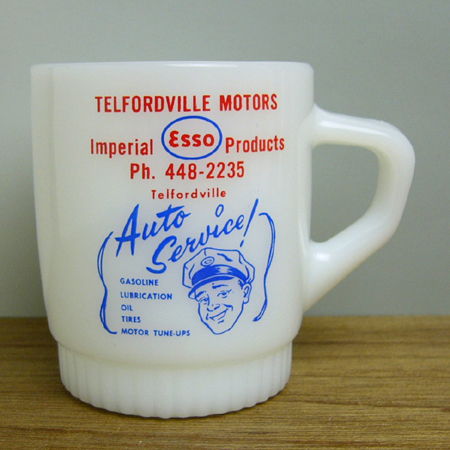 TELFORDVILLE MOTORS
Imperial Esso Products
Ph. 448-2235
Telfordville
Auto
Service!
GASOLINE
LUBRICATION
OIL
TIRES
MOTOR TUNE-UPS